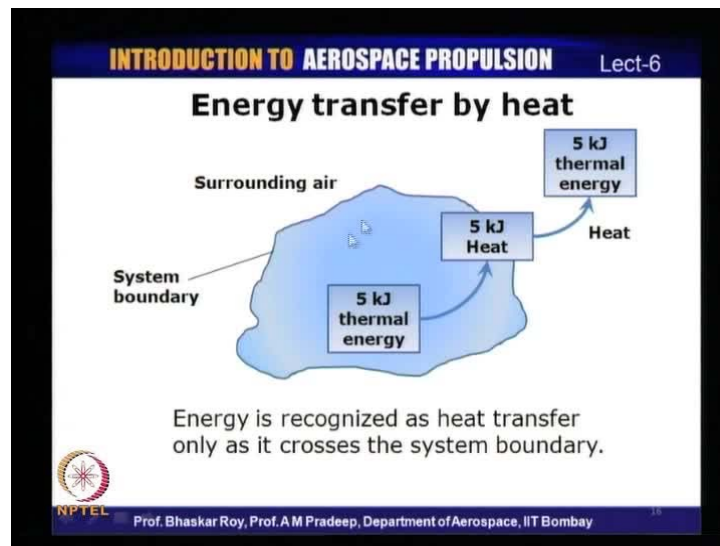 INTRODUCTION TO AEROSPACE PROPULSION Lect-6
Energy transfer by heat
5 kJ
thermal
energy
Surrounding air
5 kJ
Heat
Heat
System
boundary
5 kJ
thermal
energy
Energy is recognized as heat transfer
only as it crosses the system boundary.
NPTEL
Prof. Bhaskar Roy, Prof. A M Pradeep, Department of Aerospace, IIT Bombay
16